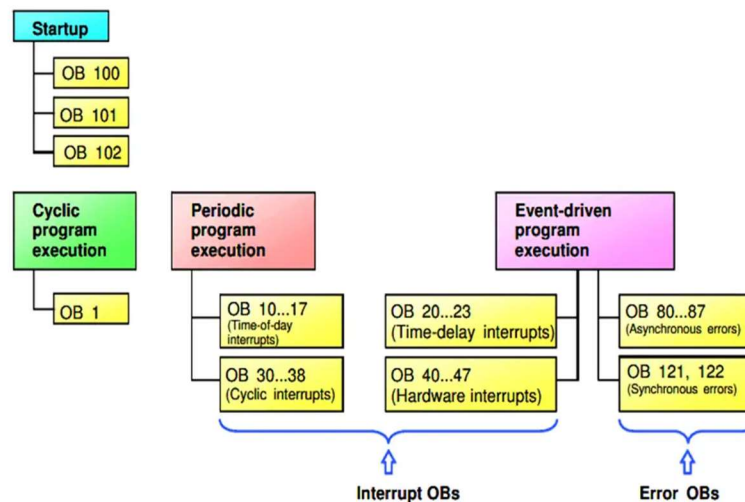 Startup
OB 100
OB 101
OB 102
Cyclic
program
execution
OB 1
Periodic
program
execution
OB 10...17
(Time-of-day
interrupts)
OB 30...38
(Cyclic interrupts)
Event-driven
program
execution
OB 20...23
(Time-delay interrupts)
OB 40...47
(Hardware interrupts)
OB 80...87
(Asynchronous errors)
OB 121, 122
(Synchronous errors)
Interrupt OBs
Error OBs